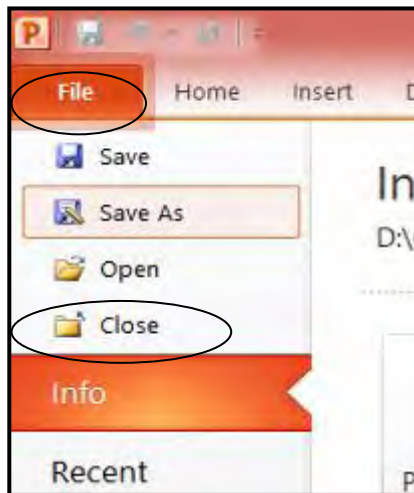 P
File Home Insert D
Save
In
Save As
D:\
Open
Close
Info
Recent
P